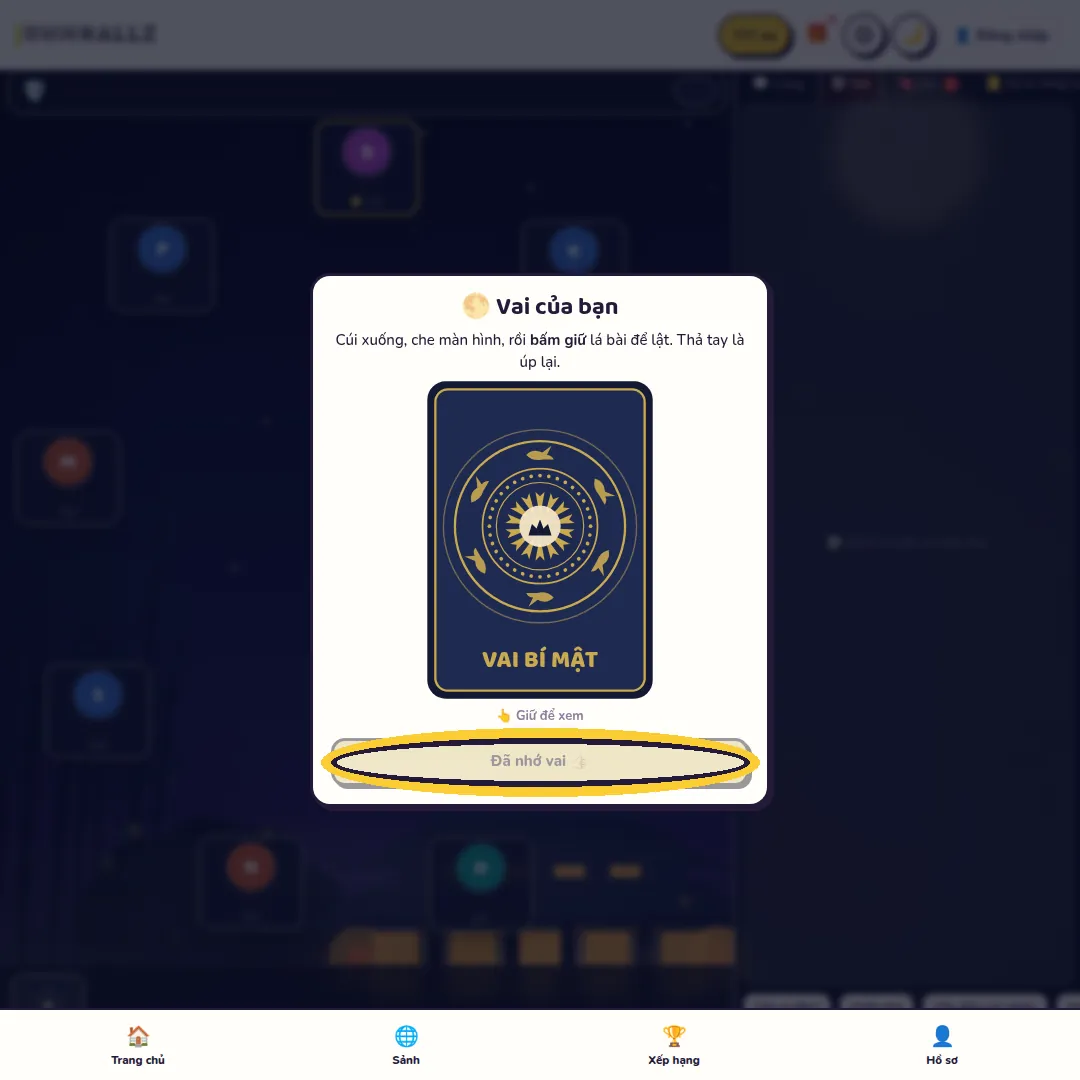 Vai của bạn
Cúi xuống, che màn hình, rồi bấm giữ lá bài để lật. Thả tay là
úp lại.
VAI BÍ MẬT
👆 Giữ để xem
Đã nhớ vai
Trang chủ
Sảnh
Xếp hạng
Hồ sơ